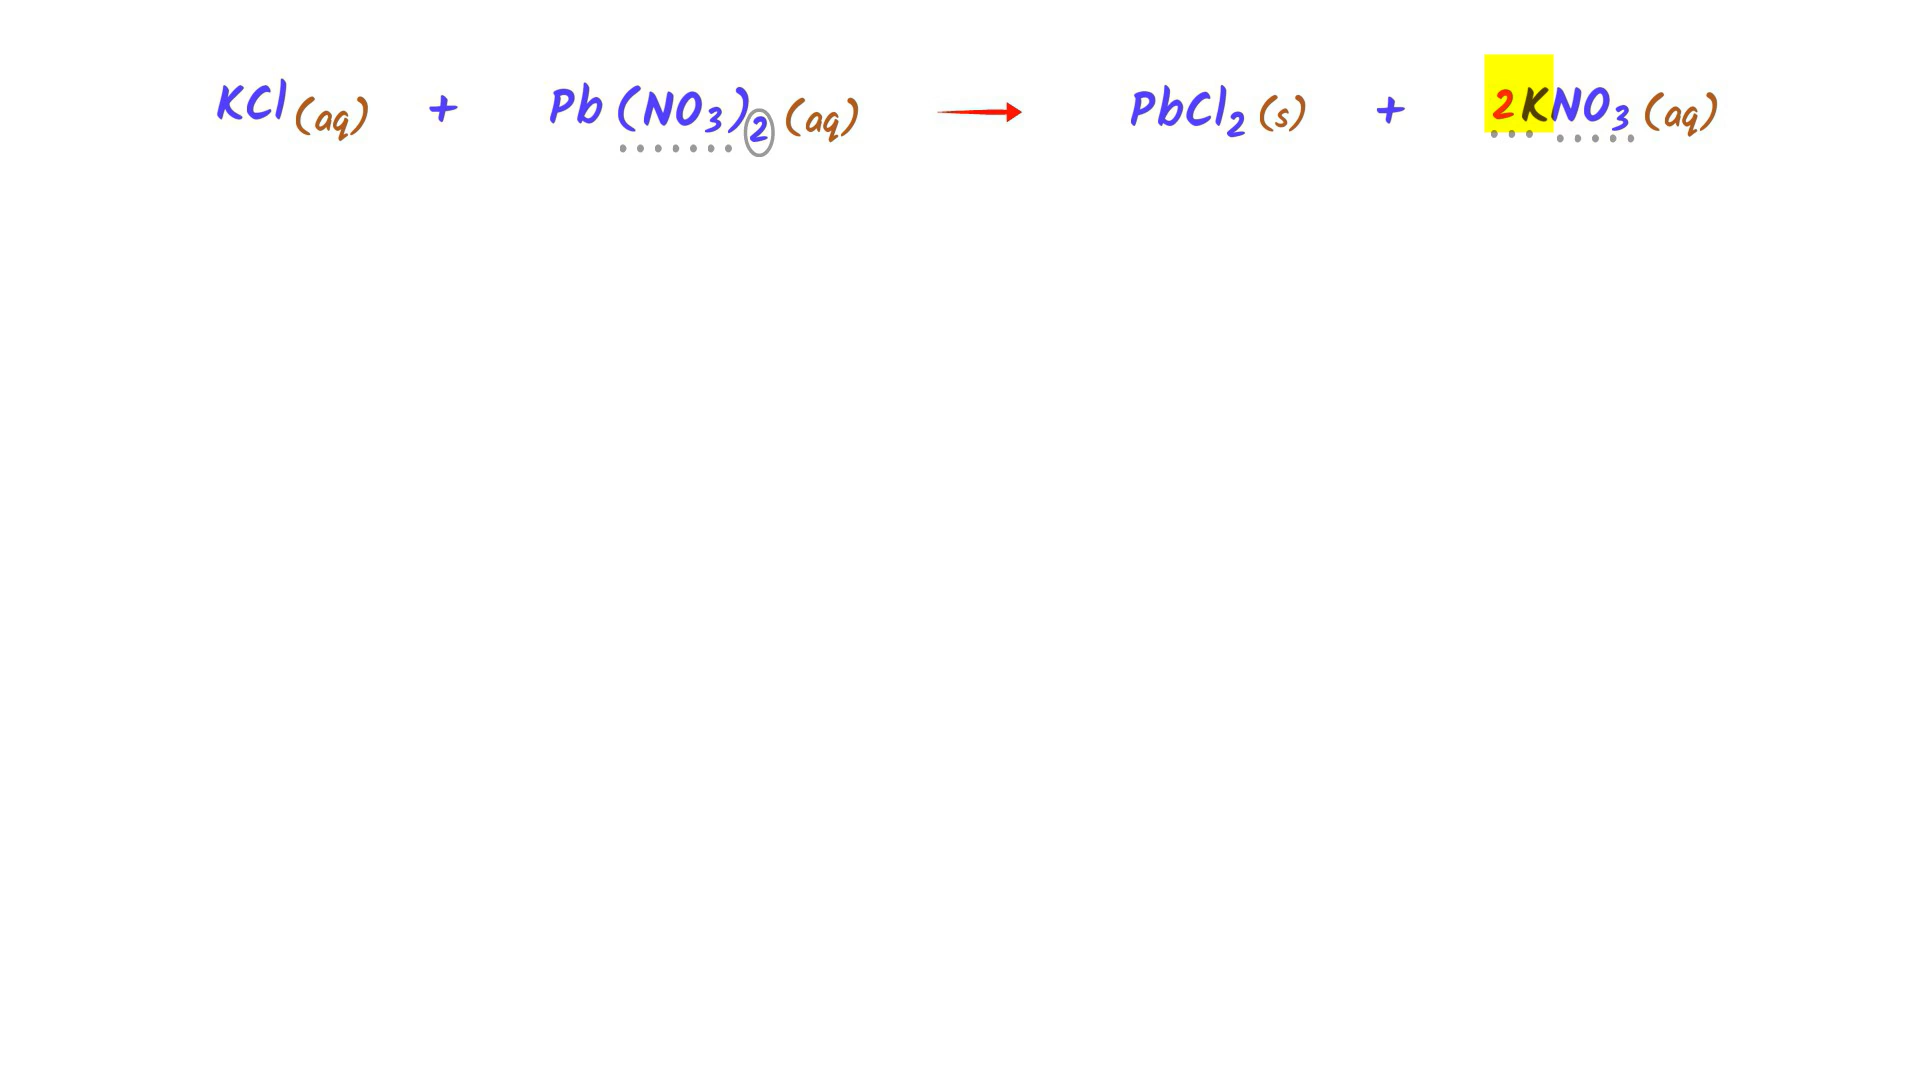 KCl (aq) + Pb(NO₃)₂ (aq) → PbCl₂ (s) + 2KNO₃ (aq)